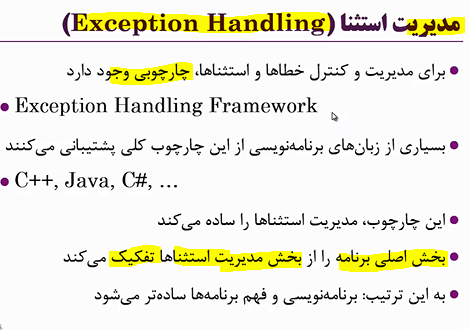 مدیریت استثنا (Exception Handling)
• برای مدیریت و کنترل خطاها و استثناها، چارچوبی وجود دارد
• Exception Handling Framework
• بسیاری از زبان‌های برنامه‌نویسی از این چارچوب کلی پشتیبانی می‌کنند
• C++, Java, C#, ...
• این چارچوب، مدیریت استثناها را ساده می‌کند
• بخش اصلی برنامه را از بخش مدیریت استثناها تفکیک می‌کند
• به این ترتیب: برنامه‌نویسی و فهم برنامه‌ها ساده‌تر می‌شود